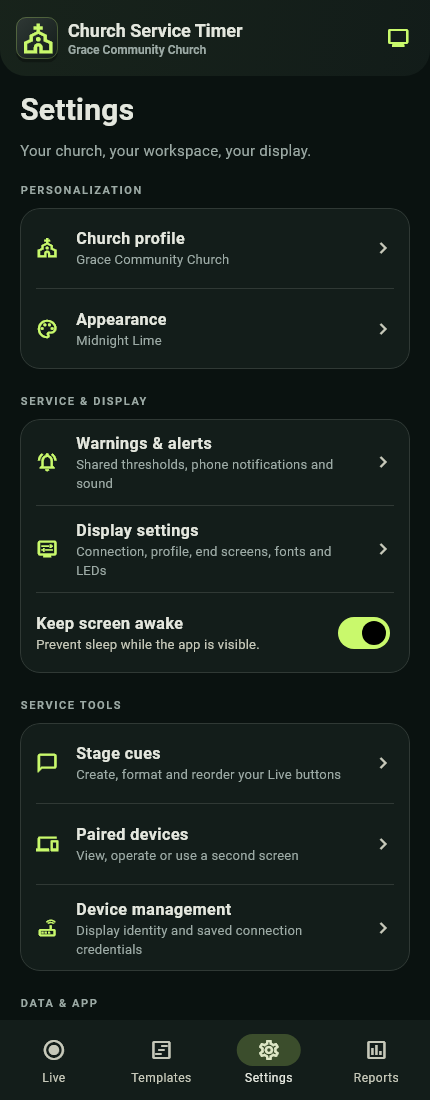 Church Service Timer
Grace Community Church
Settings
Your church, your workspace, your display.
PERSONALIZATION
Church profile
Grace Community Church
Appearance
Midnight Lime
SERVICE & DISPLAY
Warnings & alerts
Shared thresholds, phone notifications and
sound
Display settings
Connection, profile, end screens, fonts and
LEDs
Keep screen awake
Prevent sleep while the app is visible.
SERVICE TOOLS
Stage cues
Create, format and reorder your Live buttons
Paired devices
View, operate or use a second screen
Device management
Display identity and saved connection
credentials
DATA & APP
Live
Templates
Settings
Reports